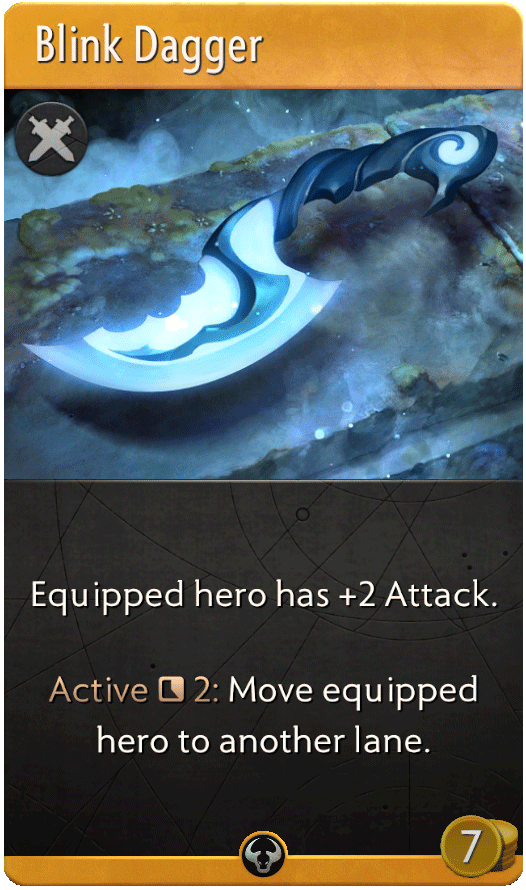 Blink Dagger
Equipped hero has +2 Attack.
Active 2: Move equipped
hero to another lane.
7